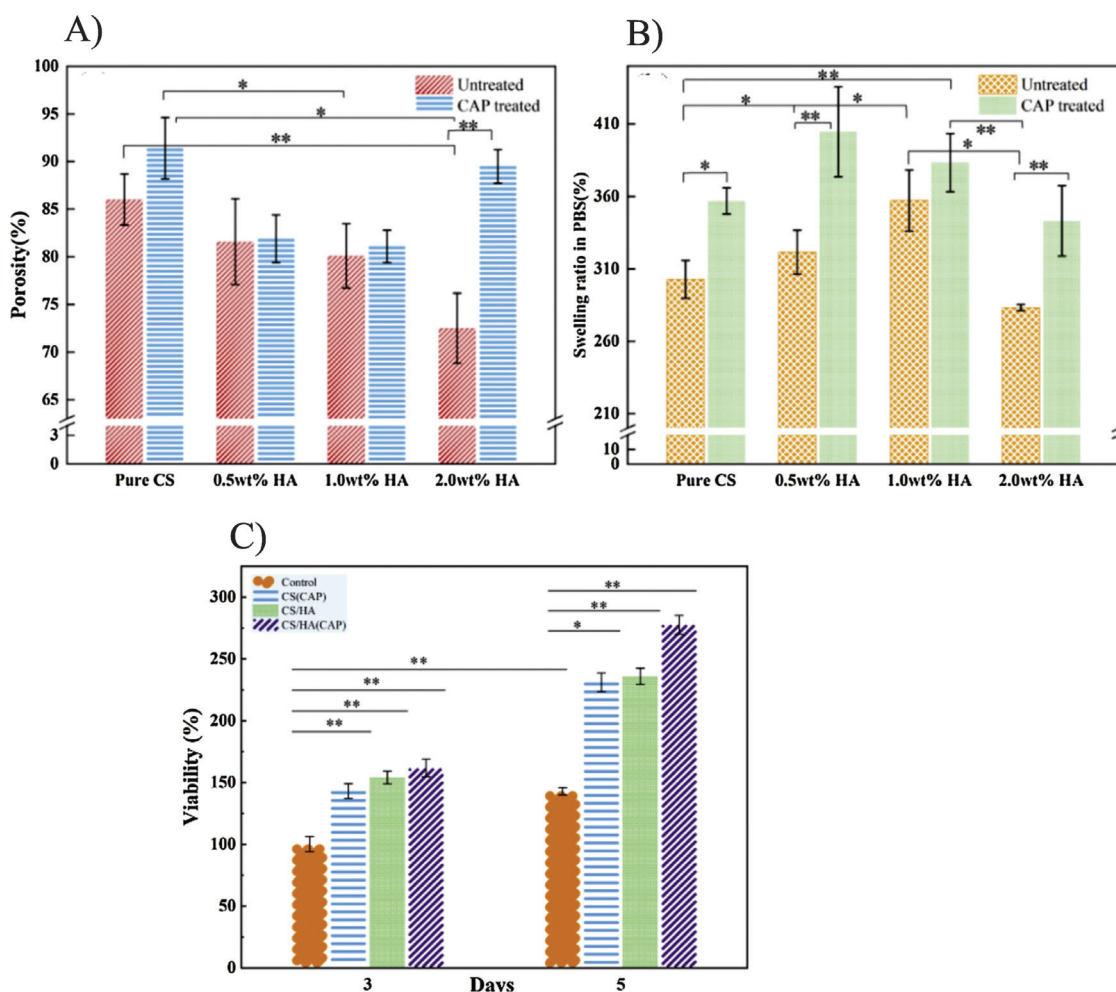 A)
B)
100
95
90
85
80
75
70
65
3
0
Porosity(%)
Untreated
CAP treated
*
*
**
**
Pure CS 0.5wt% HA 1.0wt% HA 2.0wt% HA
410
360
310
260
210
10
0
Swelling ratio in PBS(%)
Untreated
CAP treated
**
*
*
**
**
*
*
**
Pure CS 0.5wt% HA 1.0wt% HA 2.0wt% HA
C)
300
250
200
150
100
50
0
Viability (%)
Control
CS(CAP)
CS/HA
CS/HA(CAP)
**
**
*
**
**
**
**
3 Days 5